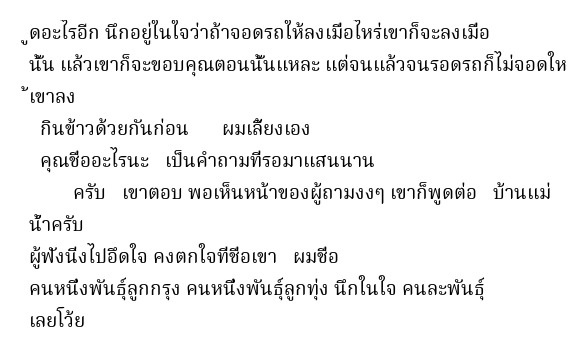 ูดอะไรอีก นึกอยู่ในใจว่าถ้าจอดรถให้ลงเมื่อไหร่เขาก็จะลงเมื่อ
นั้น แล้วเขาก็จะขอบคุณตอนนั้นแหละ แต่จนแล้วจนรอดรถก็ไม่จอดให
้เขาลง
กินข้าวด้วยกันก่อน ผมเลี้ยงเอง
คุณชื่ออะไรนะ เป็นคำถามที่รอมาแสนนาน
ครับ เขาตอบ พอเห็นหน้าของผู้ถามงงๆ เขาก็พูดต่อ บ้านแม่
น้ำครับ
ผู้ฟังนิ่งไปอึดใจ คงตกใจที่ชื่อเขา ผมชื่อ
คนหนึ่งพันธุ์ลูกกรุง คนหนึ่งพันธุ์ลูกทุ่ง นึกในใจ คนละพันธุ์
เลยโว้ย